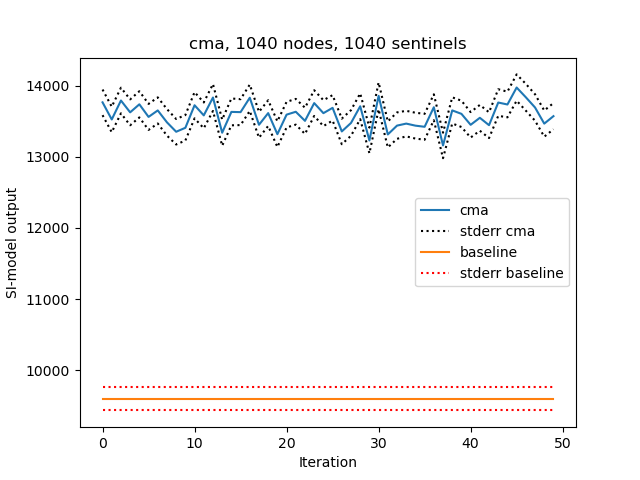 cma, 1040 nodes, 1040 sentinels
14000
13000
12000
11000
10000
SI-model output
cma
stderr cma
baseline
stderr baseline
0
10
20
30
40
50
Iteration